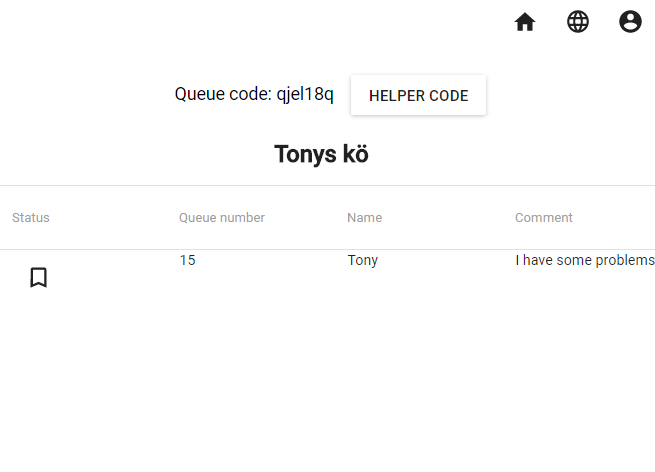 Queue code: qjel18q HELPER CODE
Tonys kö
Status Queue number Name Comment
15 Tony I have some problems